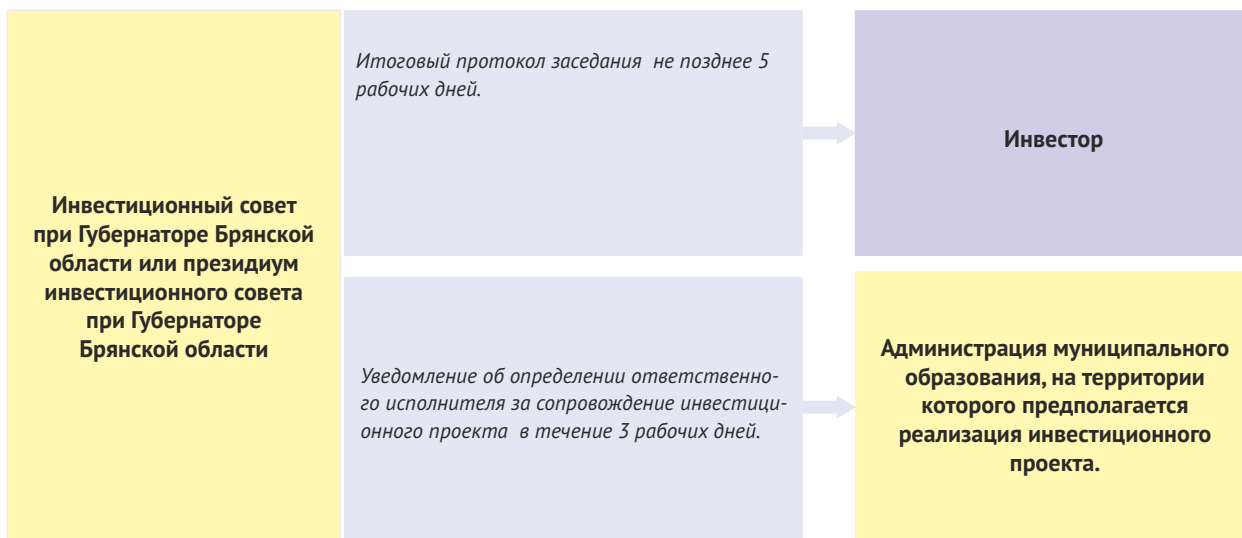 Инвестиционный совет
при Губернаторе Брянской
области или президиум
инвестиционного совета
при Губернаторе
Брянской области
Итоговый протокол заседания не позднее 5
рабочих дней.
Инвестор
Уведомление об определении ответственно-
го исполнителя за сопровождение инвестици-
онного проекта в течение 3 рабочих дней.
Администрация муниципального
образования, на территории
которого предполагается
реализация инвестиционного
проекта.